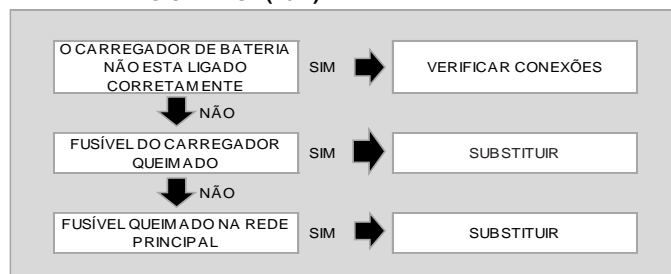 O CARREGADOR DE BATERIA
NÃO ESTA LIGADO
CORRETAMENTE
SIM
VERIFICAR CONEXÕES
NÃO
FUSÍVEL DO CARREGADOR
QUEIMADO
SIM
SUBSTITUIR
NÃO
FUSÍVEL QUEIMADO NA REDE
PRINCIPAL
SIM
SUBSTITUIR